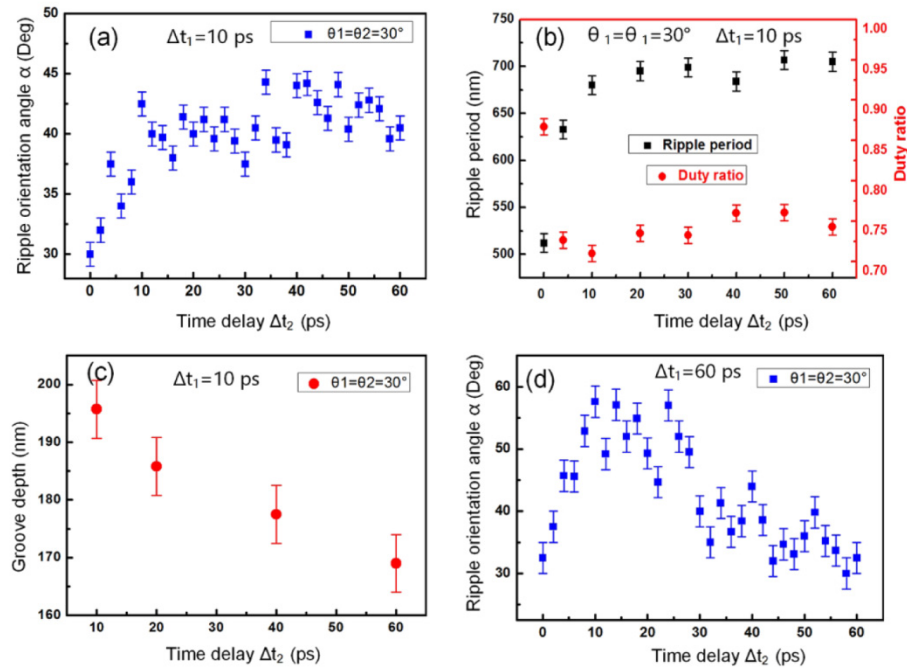 (a)
Δt₁=10 ps
θ1=θ2=30°
Ripple orientation angle α (Deg)
50
45
40
35
30
0 10 20 30 40 50 60
Time delay Δt₂ (ps)
(b)
θ ₁=θ ₁=30° Δt₁=10 ps
Ripple period (nm)
750
700
650
600
550
500
Ripple period
Duty ratio
1.00
0.95
0.90
0.85
0.80
0.75
0.70
Duty ratio
0 10 20 30 40 50 60
Time delay Δt₂ (ps)
(c)
Δt₁=10 ps
θ1=θ2=30°
Groove depth (nm)
200
190
180
170
160
10 20 30 40 50 60
Time delay Δt₂ (ps)
(d)
Δt₁=60 ps
θ1=θ2=30°
Ripple orientation angle α (Deg)
60
50
40
30
0 10 20 30 40 50 60
Time delay Δt₂ (ps)